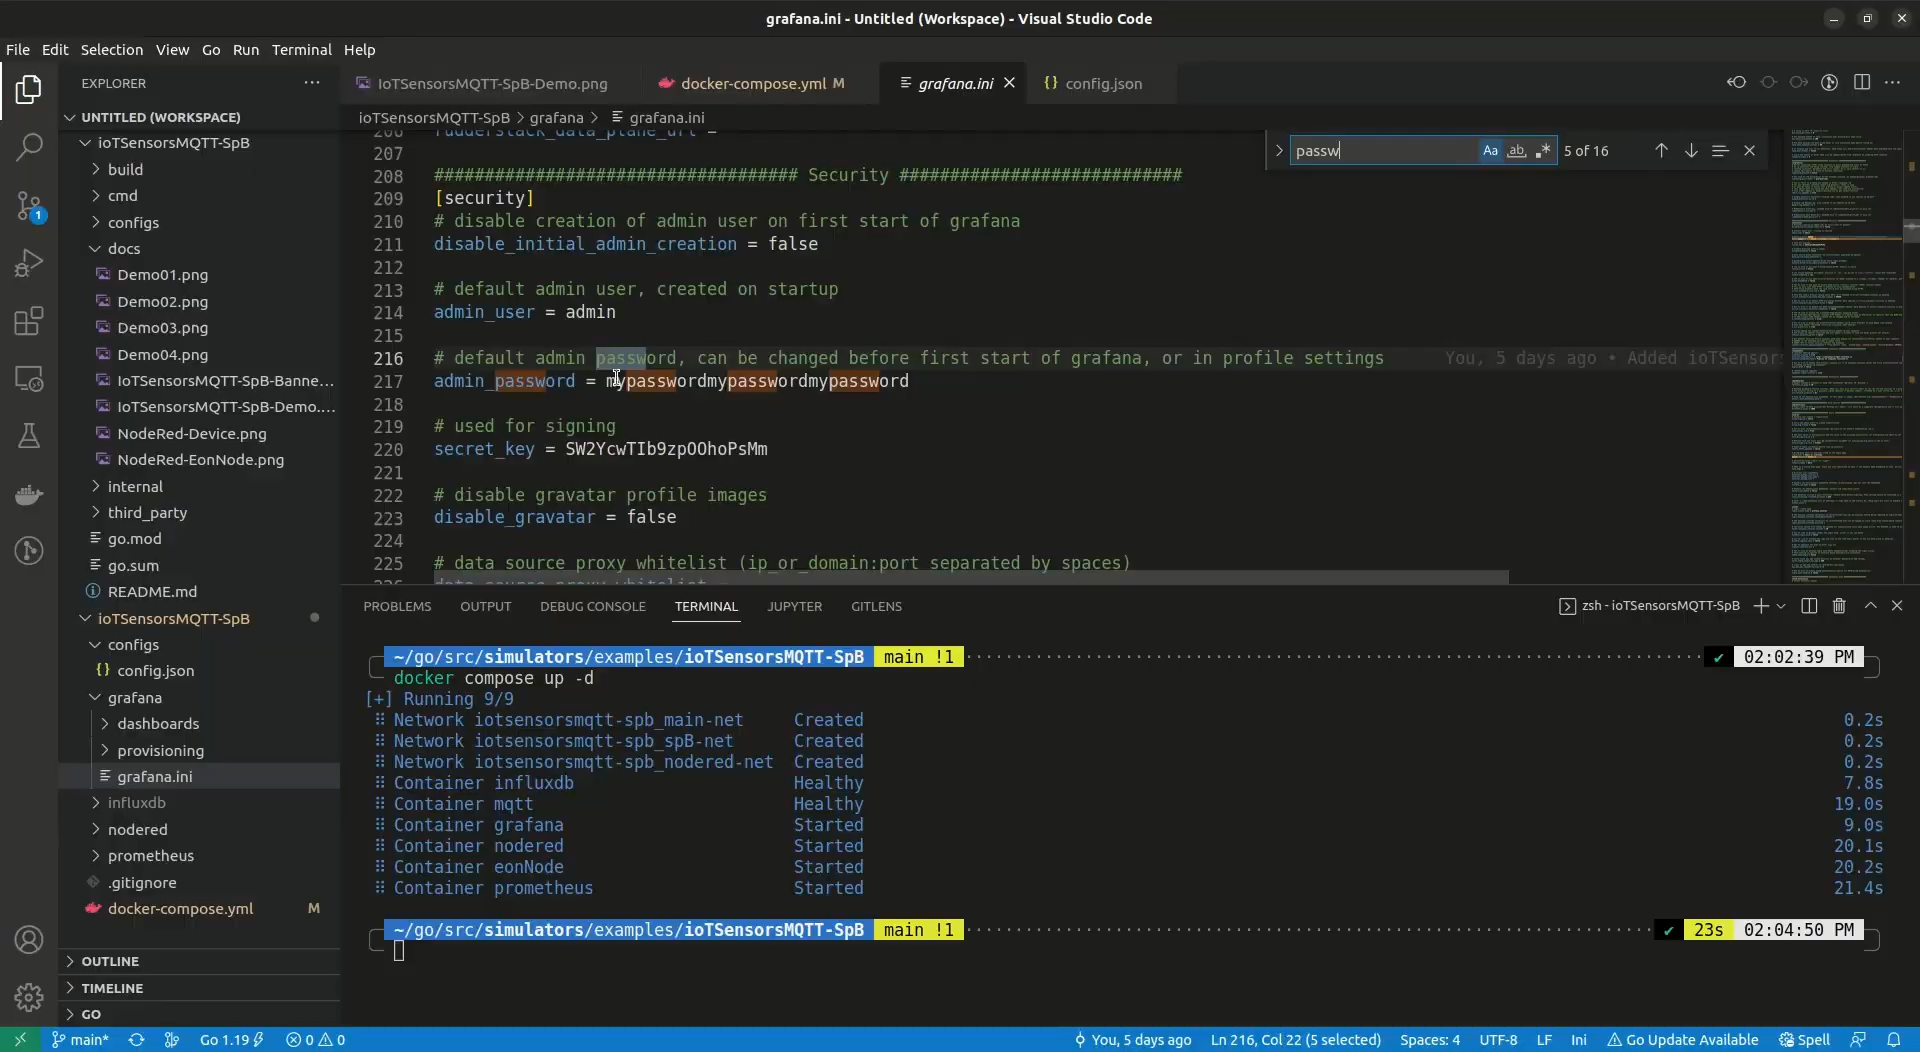 grafana.ini - Untitled (Workspace) - Visual Studio Code
File Edit Selection View Go Run Terminal Help
EXPLORER
UNTITLED (WORKSPACE)
ioTSensorsMQTT-SpB
build
cmd
configs
docs
Demo01.png
Demo02.png
Demo03.png
Demo04.png
IoTSensorsMQTT-SpB-Banne...
IoTSensorsMQTT-SpB-Demo....
NodeRed-Device.png
NodeRed-EonNode.png
internal
third_party
go.mod
go.sum
README.md
ioTSensorsMQTT-SpB
configs
config.json
grafana
dashboards
provisioning
grafana.ini
influxdb
nodered
prometheus
.gitignore
docker-compose.yml M
OUTLINE
TIMELINE
GO
1
IoTSensorsMQTT-SpB-Demo.png docker-compose.yml M grafana.ini config.json
ioTSensorsMQTT-SpB > grafana > grafana.ini
passw Aa ab 5 of 16
206 rudderstack_data_plane_url =
207
208 #################################### Security ############################
209 [security]
210 # disable creation of admin user on first start of grafana
211 disable_initial_admin_creation = false
212
213 # default admin user, created on startup
214 admin_user = admin
215
216 # default admin password, can be changed before first start of grafana, or in profile settings You, 5 days ago • Added ioTSensors
217 admin_password = mypasswordmypasswordmypassword
218
219 # used for signing
220 secret_key = SW2YcwTIb9zpOOhoPsMm
221
222 # disable gravatar profile images
223 disable_gravatar = false
224
225 # data source proxy whitelist (ip_or_domain:port separated by spaces)
226 data_source_proxy_whitelist =
PROBLEMS OUTPUT DEBUG CONSOLE TERMINAL JUPYTER GITLENS zsh - ioTSensorsMQTT-SpB
~/go/src/simulators/examples/ioTSensorsMQTT-SpB main !1 ✔ 02:02:39 PM
docker compose up -d
[+] Running 9/9
Network iotsensorsmqtt-spb_main-net Created 0.2s
Network iotsensorsmqtt-spb_spB-net Created 0.2s
Network iotsensorsmqtt-spb_nodered-net Created 0.2s
Container influxdb Healthy 7.8s
Container mqtt Healthy 19.0s
Container grafana Started 9.0s
Container nodered Started 20.1s
Container eonNode Started 20.2s
Container prometheus Started 21.4s
~/go/src/simulators/examples/ioTSensorsMQTT-SpB main !1 ✔ 23s 02:04:50 PM
main* Go 1.19 0 0 You, 5 days ago Ln 216, Col 22 (5 selected) Spaces: 4 UTF-8 LF Ini Go Update Available Spell